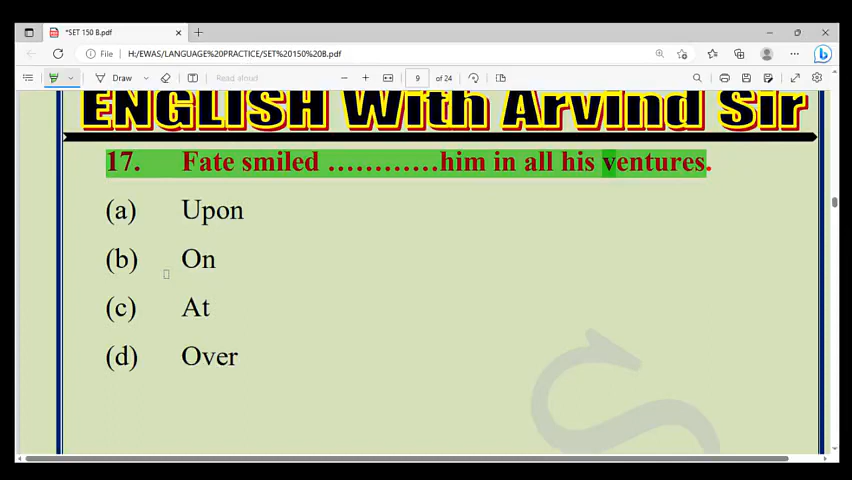 *SET 150 B.pdf
File
H:/EWAS/LANGUAGE%20PRACTICE/SET%20150%20B.pdf
Draw
Read aloud
9
of 24
ENGLISH With Arvind Sir
17. Fate smiled …………him in all his ventures.
(a) Upon
(b) On
(c) At
(d) Over
S